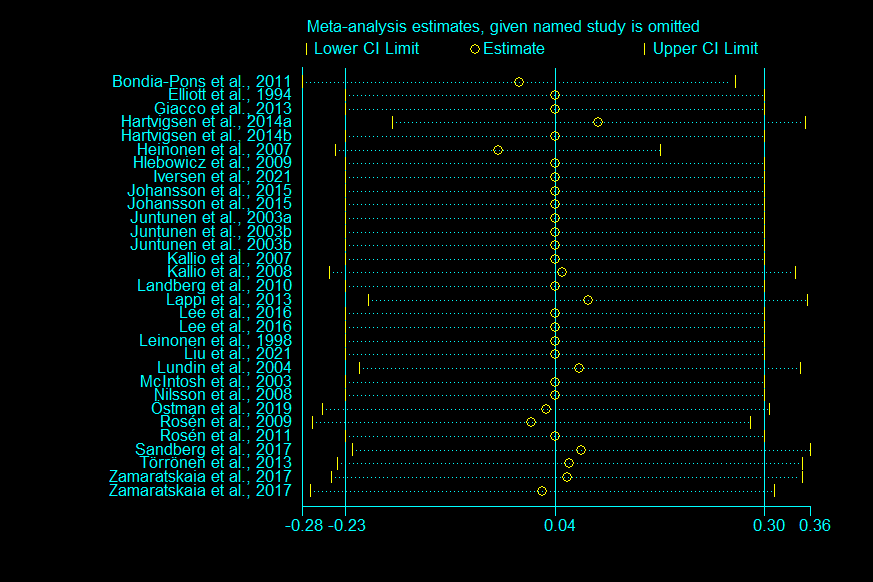 Meta-analysis estimates, given named study is omitted
Lower CI Limit Estimate Upper CI Limit
Bondia-Pons et al., 2011
Elliott et al., 1994
Giacco et al., 2013
Hartvigsen et al., 2014a
Hartvigsen et al., 2014b
Heinonen et al., 2007
Hlebowicz et al., 2009
Iversen et al., 2021
Johansson et al., 2015
Johansson et al., 2015
Juntunen et al., 2003a
Juntunen et al., 2003b
Juntunen et al., 2003b
Kallio et al., 2007
Kallio et al., 2008
Landberg et al., 2010
Lappi et al., 2013
Lee et al., 2016
Lee et al., 2016
Leinonen et al., 1998
Liu et al., 2021
Lundin et al., 2004
McIntosh et al., 2003
Nilsson et al., 2008
Östman et al., 2019
Rosén et al., 2009
Rosén et al., 2011
Sandberg et al., 2017
Törrönen et al., 2013
Zamaratskaia et al., 2017
Zamaratskaia et al., 2017
-0.28 -0.23 0.04 0.30 0.36